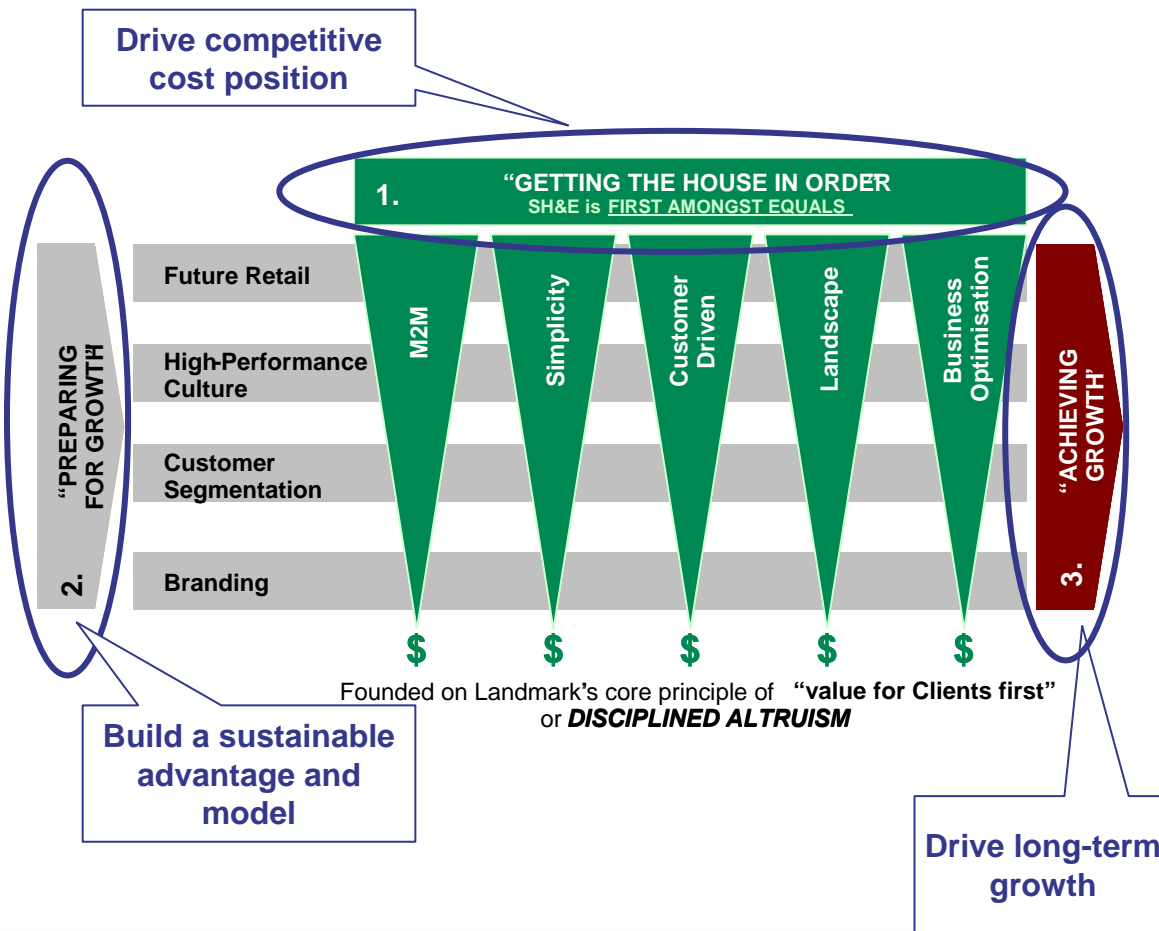 Drive competitive
cost position
1.
“GETTING THE HOUSE IN ORDER”
SH&E is FIRST AMONGST EQUALS
“PREPARING
FOR GROWTH”
2.
Future Retail
High-Performance
Culture
Customer
Segmentation
Branding
M2M
Simplicity
Customer
Driven
Landscape
Business
Optimisation
“ACHIEVING
GROWTH’
3.
$ $ $ $ $
Founded on Landmark’s core principle of “value for Clients first”
or DISCIPLINED ALTRUISM
Build a sustainable
advantage and
model
Drive long-term
growth